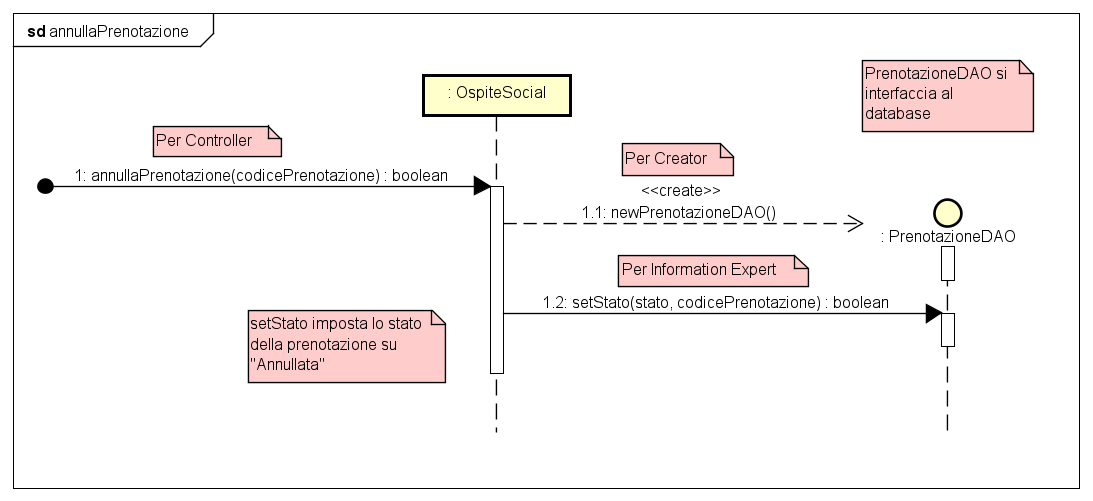 sd annullaPrenotazione
PrenotazioneDAO si
interfaccia al
database
: OspiteSocial
Per Controller
Per Creator
1: annullaPrenotazione(codicePrenotazione) : boolean
<<create>>
1.1: newPrenotazioneDAO()
: PrenotazioneDAO
Per Information Expert
1.2: setStato(stato, codicePrenotazione) : boolean
setStato imposta lo stato
della prenotazione su
"Annullata"